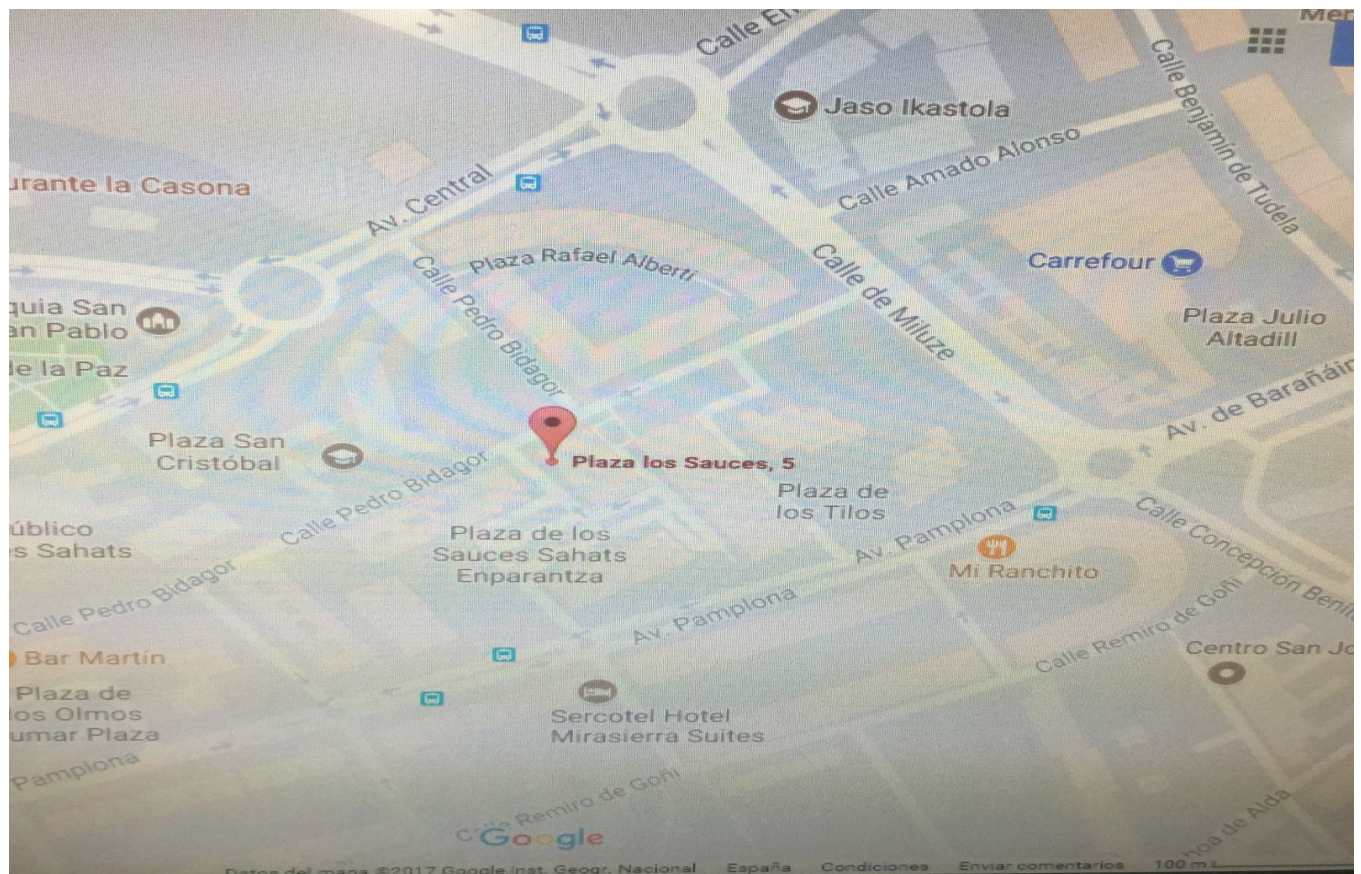 Calle
Jaso Ikastola
Calle Benjamín de Tudela
Calle Amado Alonso
urante la Casona
Av. Central
Plaza Rafael Alberti
Calle Pedro Bidagor
Calle de Miluze
Carrefour
Plaza Julio
Altadill
quia San
an Pablo
de la Paz
Av. de Barañáin
Plaza San
Cristóbal
Calle Pedro Bidagor
Plaza los Sauces, 5
Plaza de
los Tilos
úblico
s Sahats
Plaza de los
Sauces Sahats
Enparantza
Av. Pamplona
Mi Ranchito
Calle Concepción
Calle Pedro Bidagor
Av. Pamplona
Calle Remiro de Goñi
Bar Martín
Centro San Jo
Plaza de
los Olmos
umar Plaza
Sercotel Hotel
Mirasierra Suites
Pamplona
Calle Remiro de Goñi
hoa de Alda
Google
Datos del mapa ©2017 Google Inst. Geogr. Nacional España Condiciones Enviar comentarios 100 m